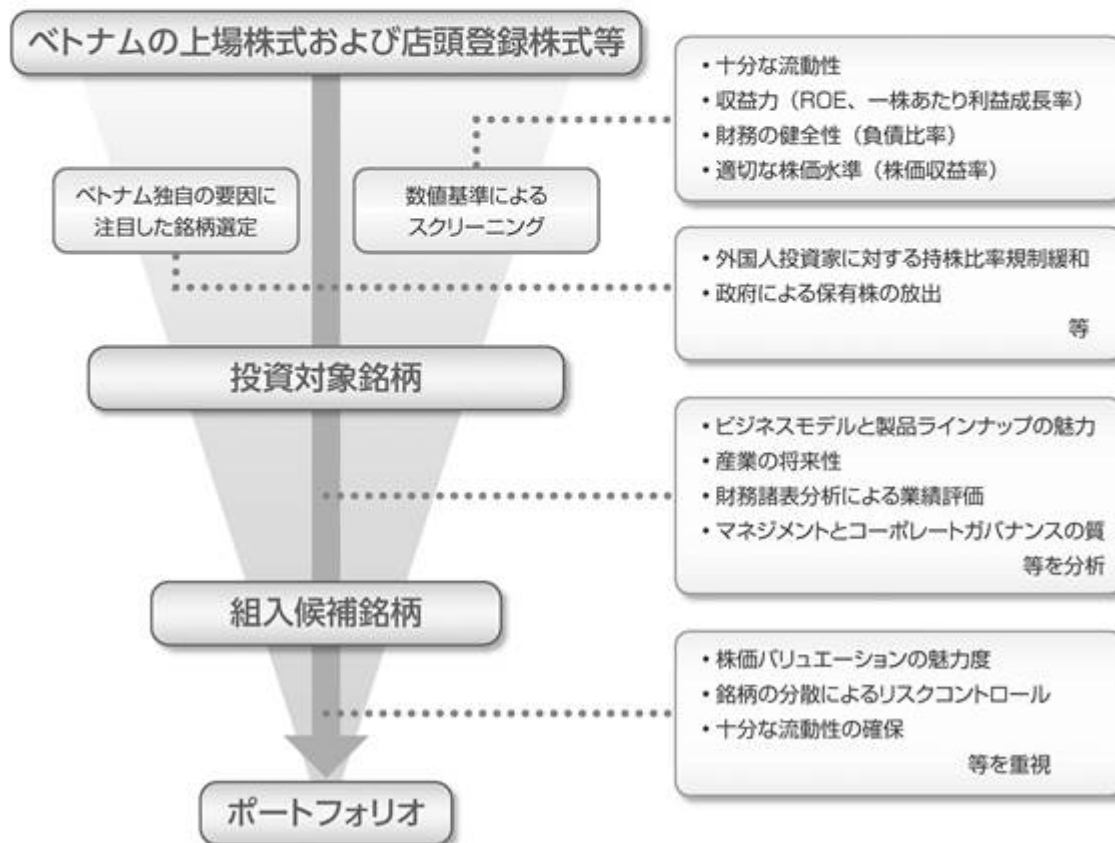 ベトナムの上場株式および店頭登録株式等
・十分な流動性
・収益力（ROE、一株あたり利益成長率）
・財務の健全性（負債比率）
・適切な株価水準（株価収益率）
ベトナム独自の要因に
注目した銘柄選定
数値基準による
スクリーニング
・外国人投資家に対する持株比率規制緩和
・政府による保有株の放出
等
投資対象銘柄
・ビジネスモデルと製品ラインナップの魅力
・産業の将来性
・財務諸表分析による業績評価
・マネジメントとコーポレートガバナンスの質
等を分析
組入候補銘柄
・株価バリュエーションの魅力度
・銘柄の分散によるリスクコントロール
・十分な流動性の確保
等を重視
ポートフォリオ